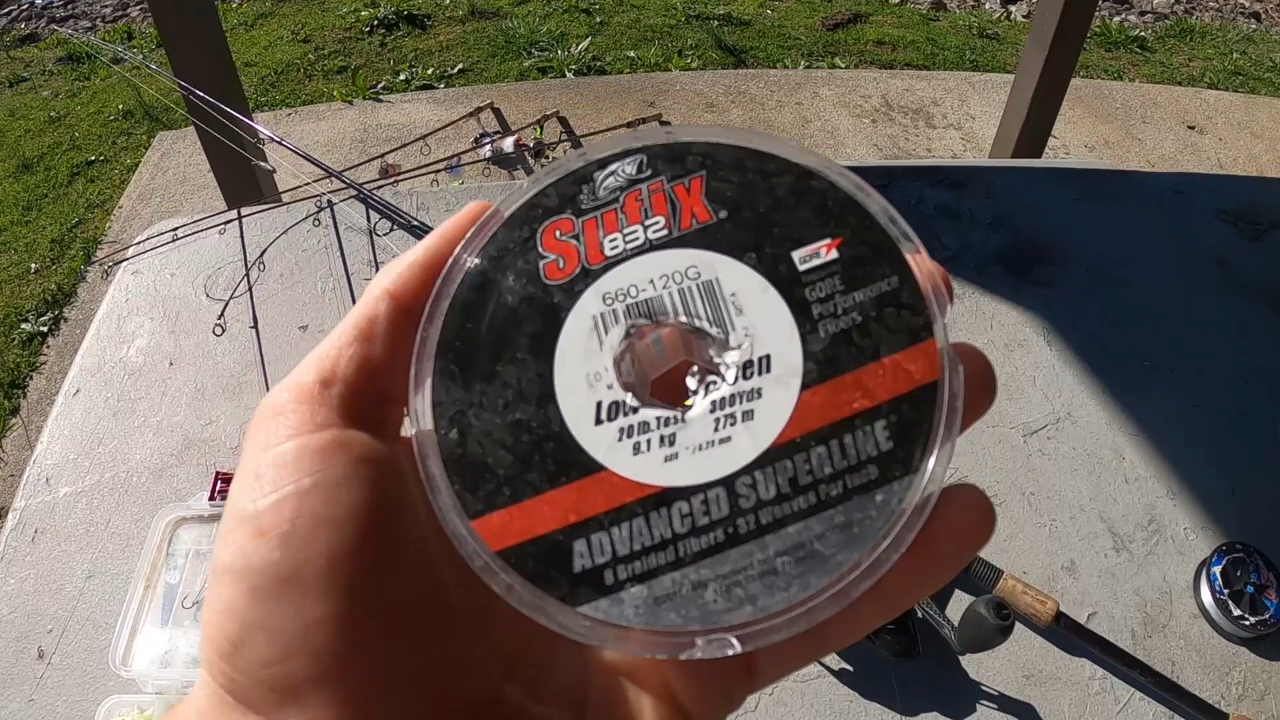 Sufix
832
GORE
GORE
Performance
Fibers
660-120G
20 lb. Test 300Yds
9.1 kg 275 m
ADVANCED SUPERLINE
8 Braided Fibers • 32 Weaves Per Inch